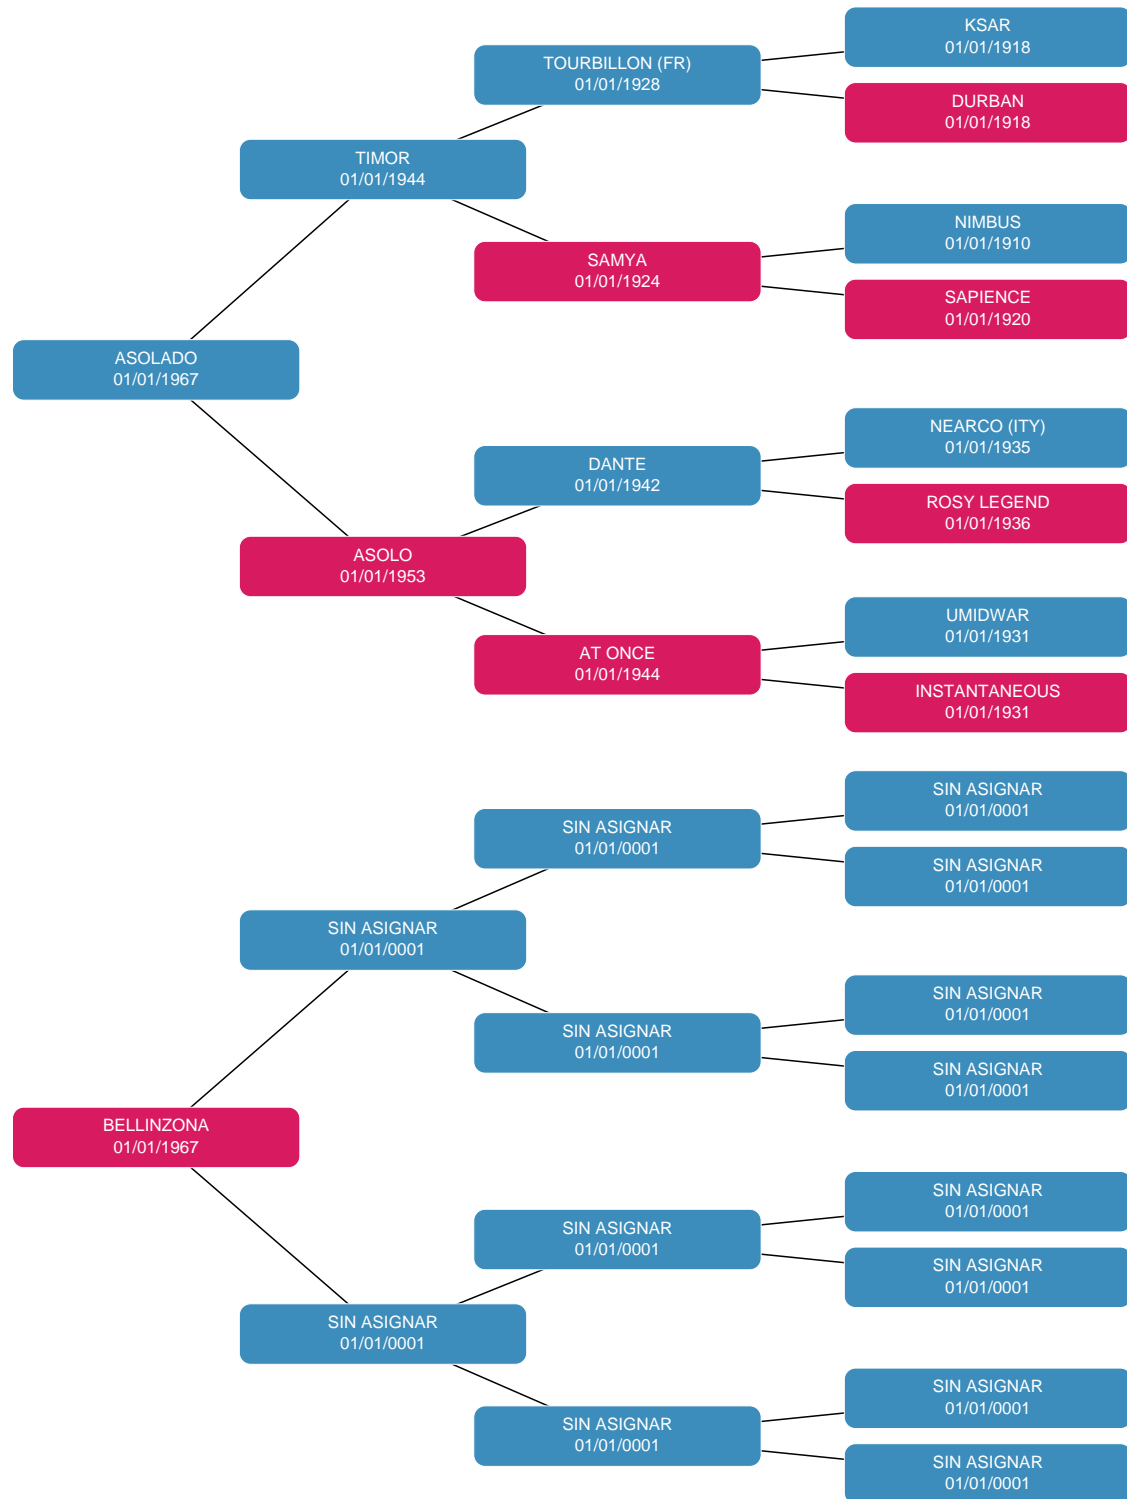 KSAR
01/01/1918
TOURBILLON (FR)
01/01/1928
DURBAN
01/01/1918
TIMOR
01/01/1944
NIMBUS
01/01/1910
SAMYA
01/01/1924
SAPIENCE
01/01/1920
ASOLADO
01/01/1967
NEARCO (ITY)
01/01/1935
DANTE
01/01/1942
ROSY LEGEND
01/01/1936
ASOLO
01/01/1953
UMIDWAR
01/01/1931
AT ONCE
01/01/1944
INSTANTANEOUS
01/01/1931
SIN ASIGNAR
01/01/0001
SIN ASIGNAR
01/01/0001
SIN ASIGNAR
01/01/0001
SIN ASIGNAR
01/01/0001
SIN ASIGNAR
01/01/0001
SIN ASIGNAR
01/01/0001
SIN ASIGNAR
01/01/0001
BELLINZONA
01/01/1967
SIN ASIGNAR
01/01/0001
SIN ASIGNAR
01/01/0001
SIN ASIGNAR
01/01/0001
SIN ASIGNAR
01/01/0001
SIN ASIGNAR
01/01/0001
SIN ASIGNAR
01/01/0001
SIN ASIGNAR
01/01/0001